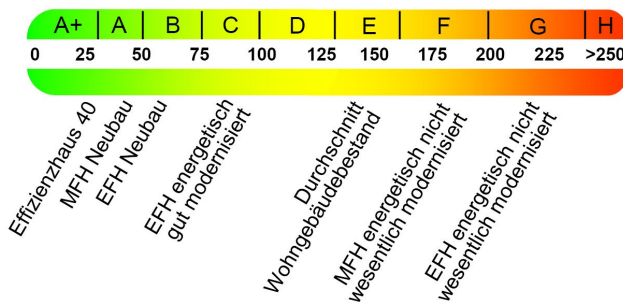 A+ A B C D E F G H
0 25 50 75 100 125 150 175 200 225 >250
Effizienzhaus 40
MFH Neubau
EFH Neubau
EFH energetisch
gut modernisiert
Durchschnitt
Wohngebäudebestand
MFH energetisch nicht
wesentlich modernisiert
EFH energetisch nicht
wesentlich modernisiert